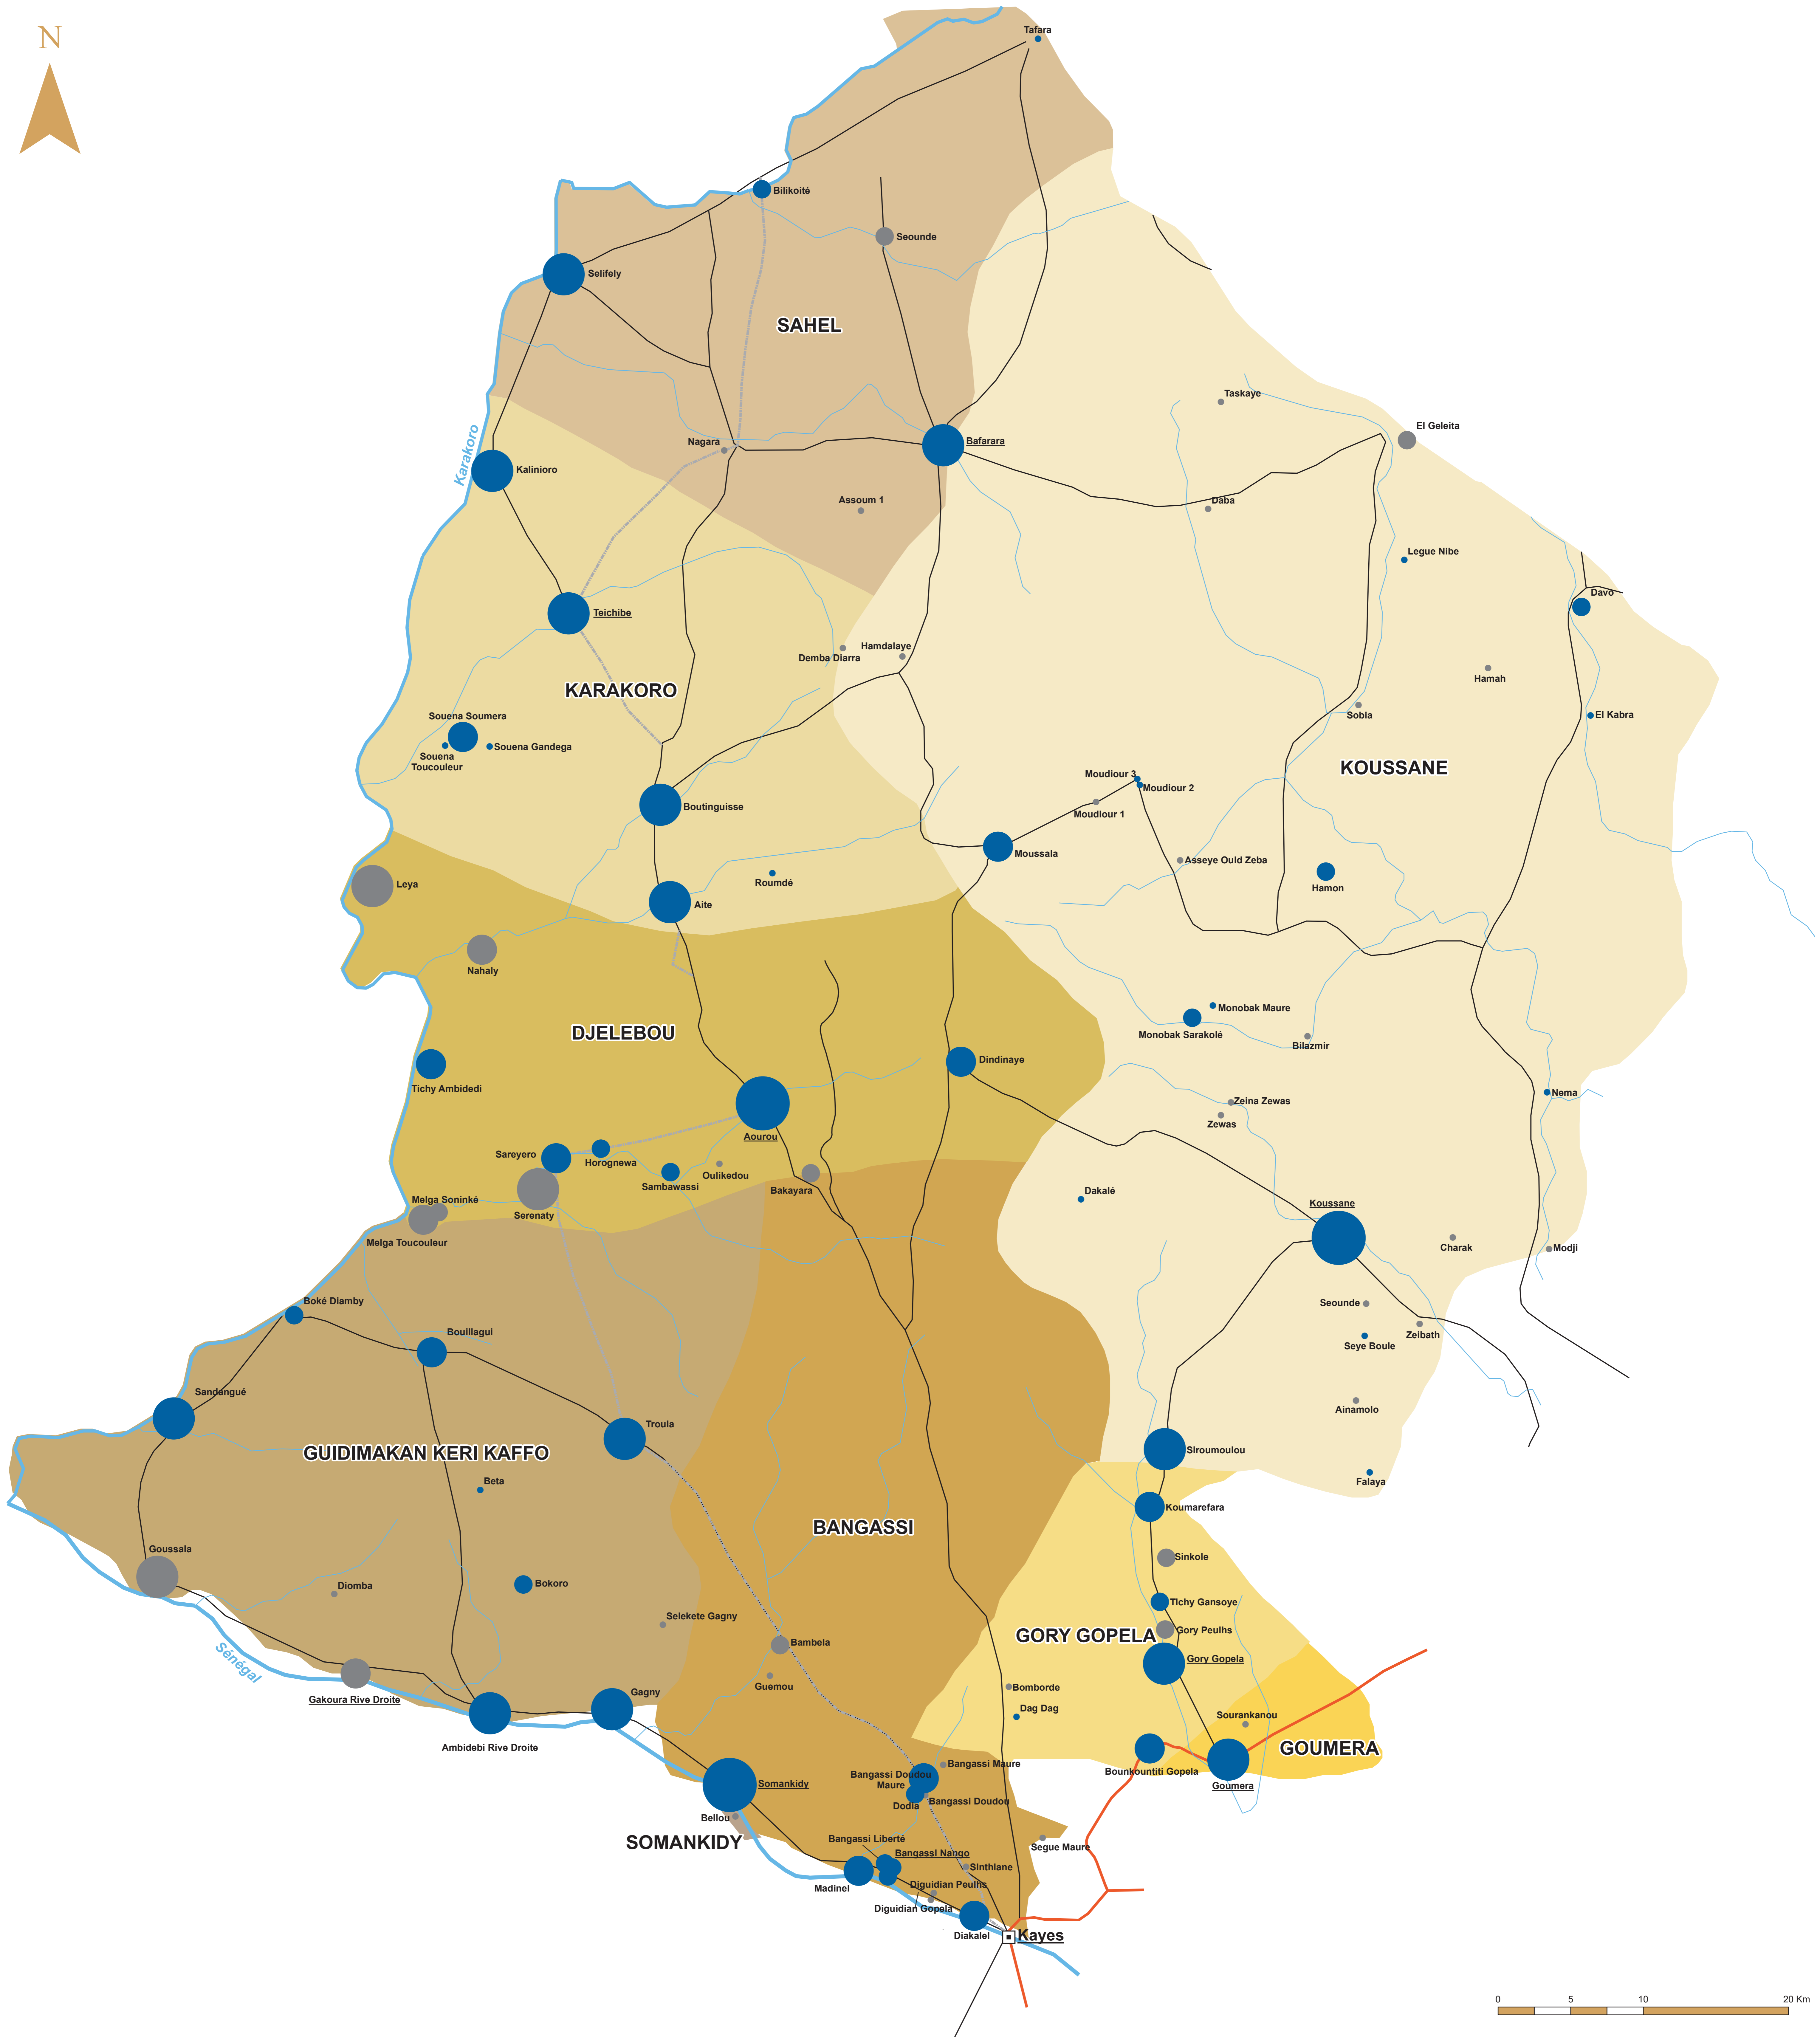 N
Tafara
Bilikoité
Seounde
Selifely
SAHEL
Taskaye
El Geleita
Karakoro
Nagara
Bafarara
Kalinioro
Assoum 1
Daba
Legue Nibe
Davo
Teichibe
Demba Diarra
Hamdalaye
Hamah
KARAKORO
Sobia
El Kabra
Souena Soumera
Souena
Toucouleur
Souena Gandega
KOUSSANE
Moudiour 3
Moudiour 2
Moudiour 1
Boutinguisse
Moussala
Asseye Ould Zeba
Hamon
Leya
Roumdé
Aite
Nahaly
Monobak Maure
Monobak Sarakolé
Bilazmir
DJELEBOU
Dindinaye
Tichy Ambidedi
Nema
Zeina Zewas
Zewas
Aourou
Sareyero
Horognewa
Sambawassi
Oulikedou
Bakayara
Dakalé
Koussane
Melga Soninké
Serenaty
Melga Toucouleur
Charak
Modji
Boké Diamby
Seounde
Zeibath
Seye Boule
Bouillagui
Sandangué
Ainamolo
Troula
GUIDIMAKAN KERI KAFFO
Siroumoulou
Beta
Falaya
Koumarefara
BANGASSI
Goussala
Sinkole
Diomba
Bokoro
Tichy Gansoye
Selekete Gagny
Gory Peulhs
GORY GOPELA
Bambela
Gory Gopela
Sénégal
Guemou
Bomborde
Gakoura Rive Droite
Gagny
Dag Dag
Sourankanou
Ambidebi Rive Droite
GOUMERA
Bangassi Maure
Bangassi Doudou
Maure
Bounkountiti Gopela
Somankidy
Goumera
Dodia
Bangassi Doudou
Bellou
SOMANKIDY
Bangassi Liberté
Segue Maure
Bangassi Nango
Sinthiane
Madinel
Diguidian Peulhs
Diguidian Gopela
Diakalel
Kayes
0 5 10 20 Km